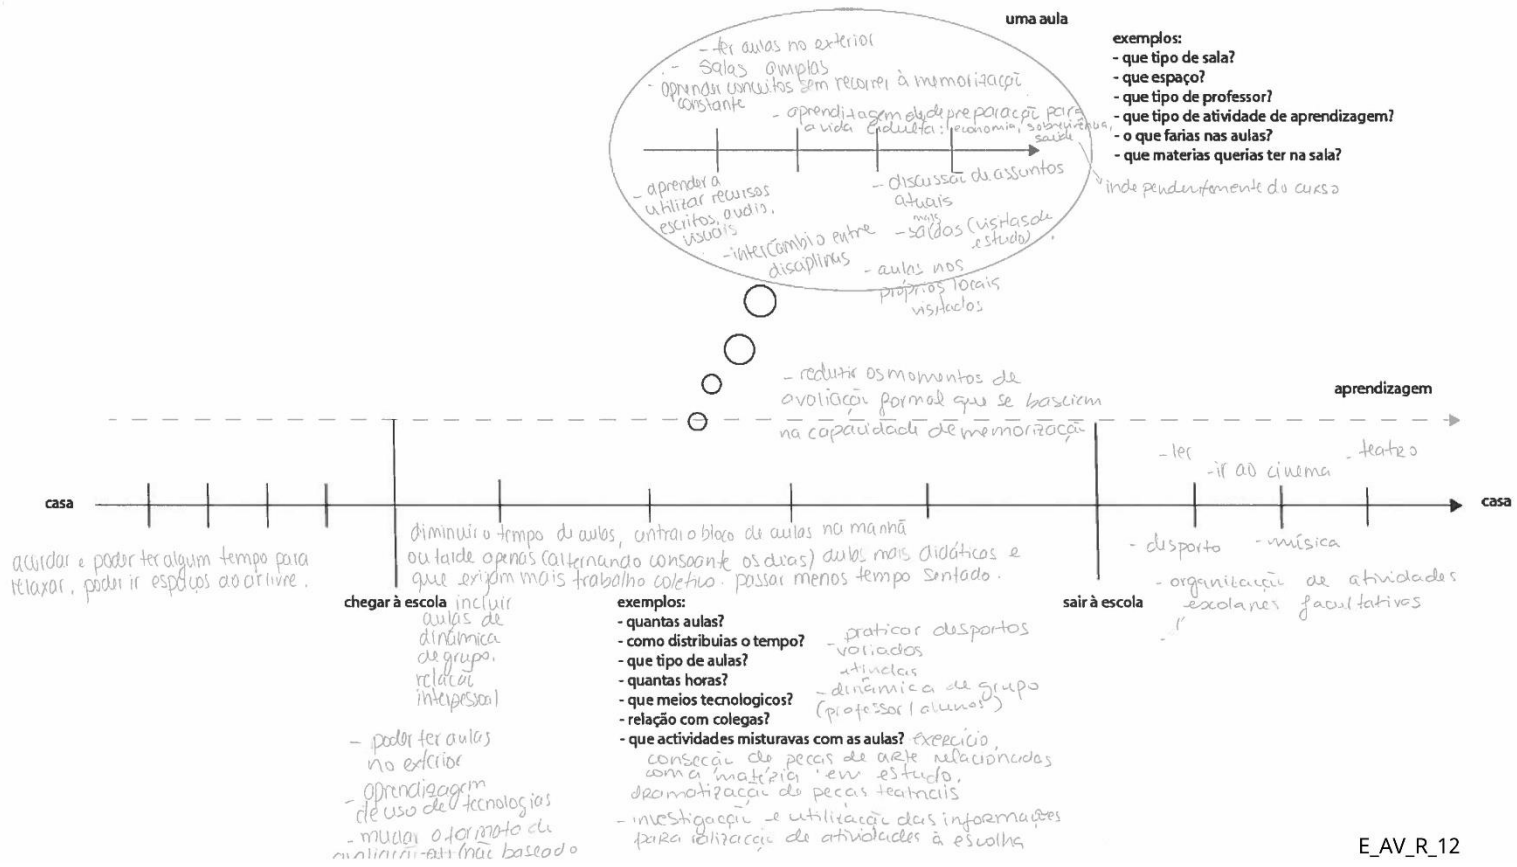 uma aula
exemplos:
- que tipo de sala?
- que espaço?
- que tipo de professor?
- que tipo de atividade de aprendizagem?
- o que farias nas aulas?
- que materias querias ter na sala?
- ter aulas no exterior
- salas amplas
- aprender conceitos sem recorrer à memorização
constante
- aprendizagem de preparação para
a vida adulta: economia, sobrevivência,
saúde
independentemente do curso
- aprender a
utilizar recursos
escritos, audio,
visuais
- intercâmbio entre
disciplinas
- discussão de assuntos
atuais
mais
- saídas (visitas de
estudo)
- aulas nos
próprios locais
visitados
- reduzir os momentos de
avaliação formal que se baseiem
na capacidade de memorização
aprendizagem
- ler
- ir ao cinema
- teatro
casa
casa
acordar e poder ter algum tempo para
relaxar, poder ir espaços ao ar livre.
diminuir o tempo de aulas, o bloco de aulas na manhã
ou tarde apenas (alternando consoante os dias) aulas mais didáticas e
que exijam mais trabalho coletivo. passar menos tempo sentado.
- desporto
- música
- organização de atividades
escolares facultativas
chegar à escola
incluir
aulas de
dinâmica
de grupo,
relação
interpessoal
- poder ter aulas
no exterior
- aprendizagem
de uso de tecnologias
- mudar o formato de
exemplos:
- quantas aulas?
- como distribuias o tempo?
- que tipo de aulas?
- quantas horas?
- que meios tecnologicos?
- relação com colegas?
- que actividades misturavas com as aulas? exercício,
de peças de arte relacionadas
com a matéria em estudo,
dramatização de peças teatrais
- investigação e utilização das informações
para de atividades à escolha
- praticar desportos
variados
- dinâmica de grupo
(professor / alunos)
sair à escola
E_AV_R_12